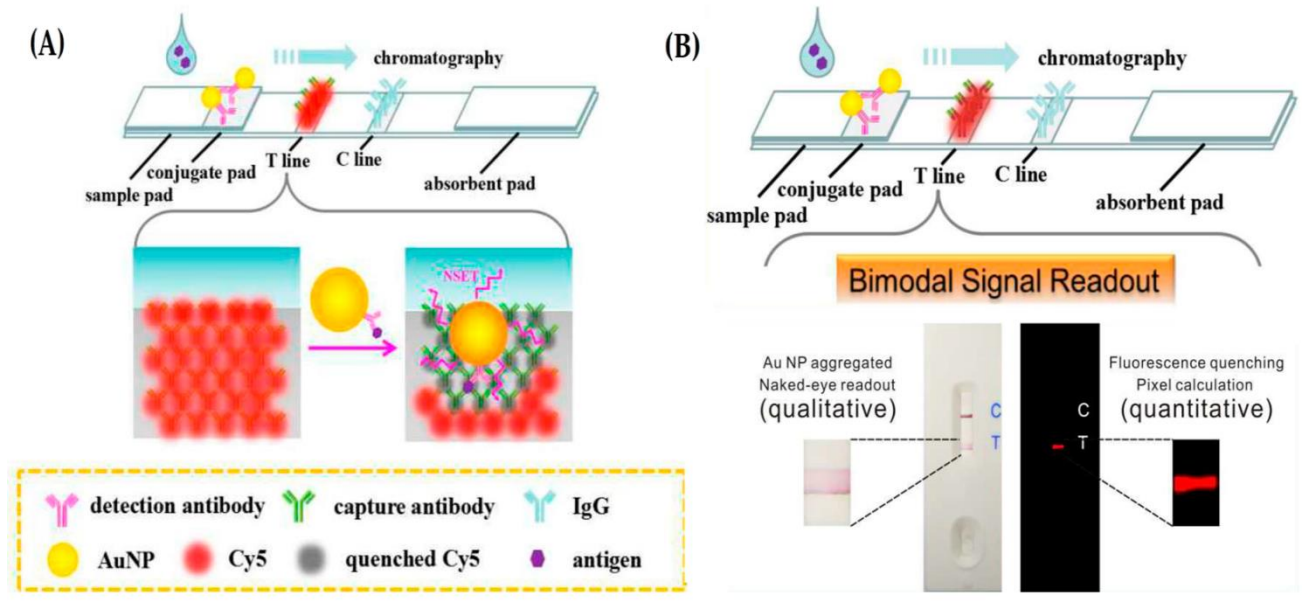 (A)
chromatography
T line
C line
conjugate pad
sample pad
absorbent pad
NSET
detection antibody
capture antibody
IgG
AuNP
Cy5
quenched Cy5
antigen
(B)
chromatography
T line
C line
conjugate pad
sample pad
absorbent pad
Bimodal Signal Readout
Au NP aggregated
Naked-eye readout
(qualitative)
C
T
C
T
Fluorescence quenching
Pixel calculation
(quantitative)